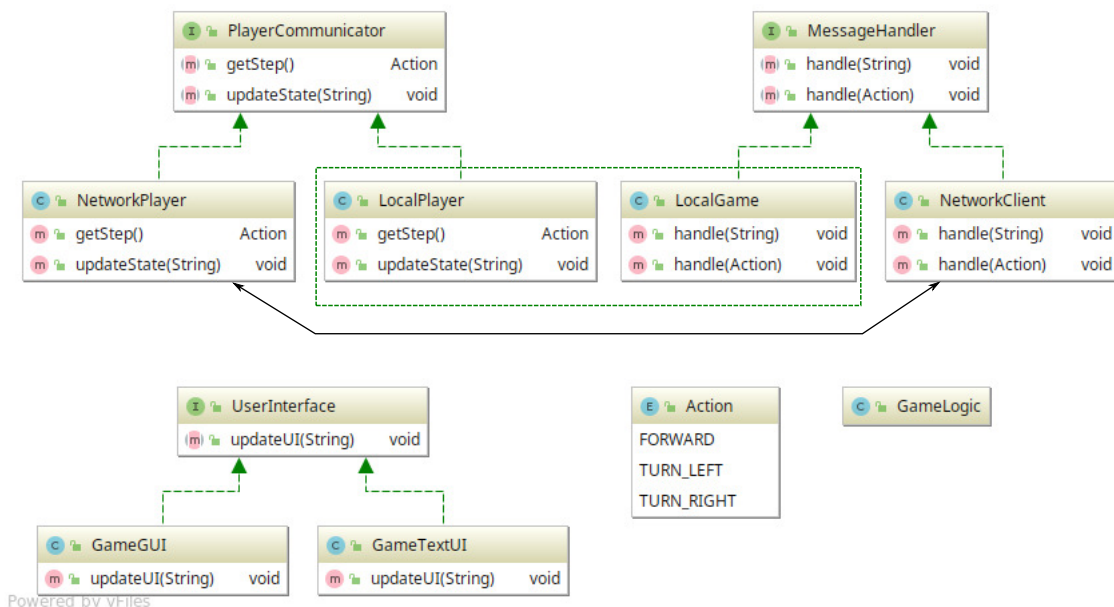 I PlayerCommunicator
m getStep() Action
m updateState(String) void
I MessageHandler
m handle(String) void
m handle(Action) void
C NetworkPlayer
m getStep() Action
m updateState(String) void
C LocalPlayer
m getStep() Action
m updateState(String) void
C LocalGame
m handle(String) void
m handle(Action) void
C NetworkClient
m handle(String) void
m handle(Action) void
I UserInterface
m updateUI(String) void
E Action
FORWARD
TURN_LEFT
TURN_RIGHT
C GameLogic
C GameGUI
m updateUI(String) void
C GameTextUI
m updateUI(String) void
Powered by yFiles